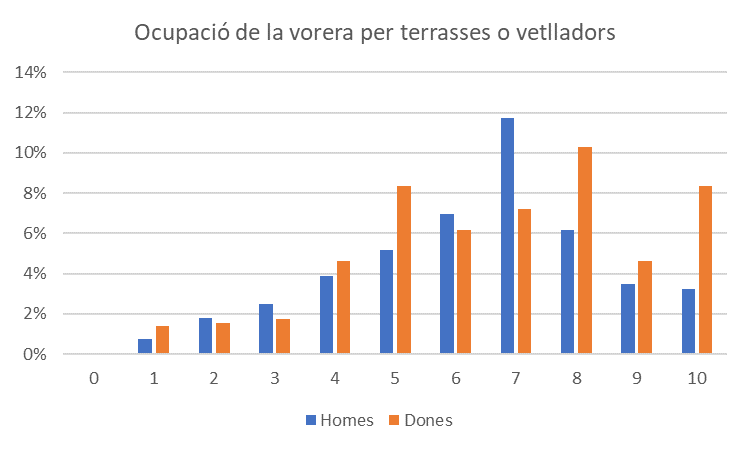 Ocupació de la vorera per terrasses o vetlladors
14%
12%
10%
8%
6%
4%
2%
0%
0 1 2 3 4 5 6 7 8 9 10
Homes Dones